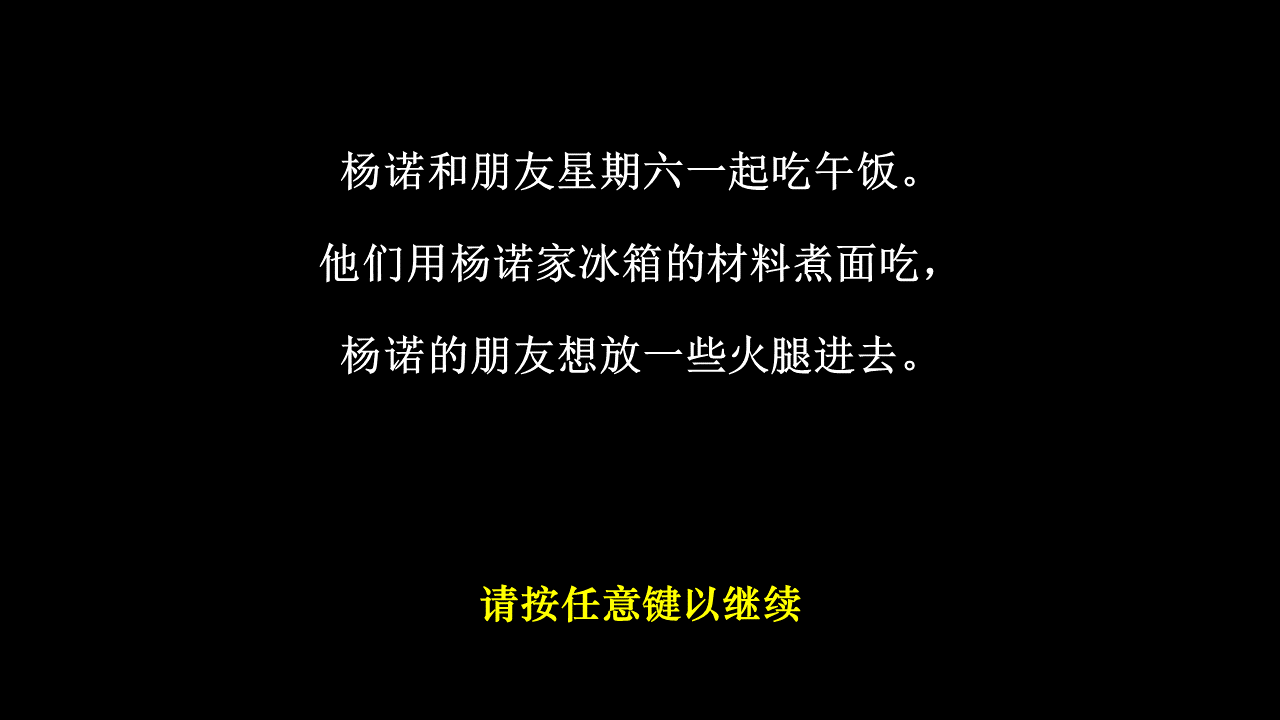 杨诺和朋友星期六一起吃午饭。
他们用杨诺家冰箱的材料煮面吃，
杨诺的朋友想放一些火腿进去。
请按任意键以继续